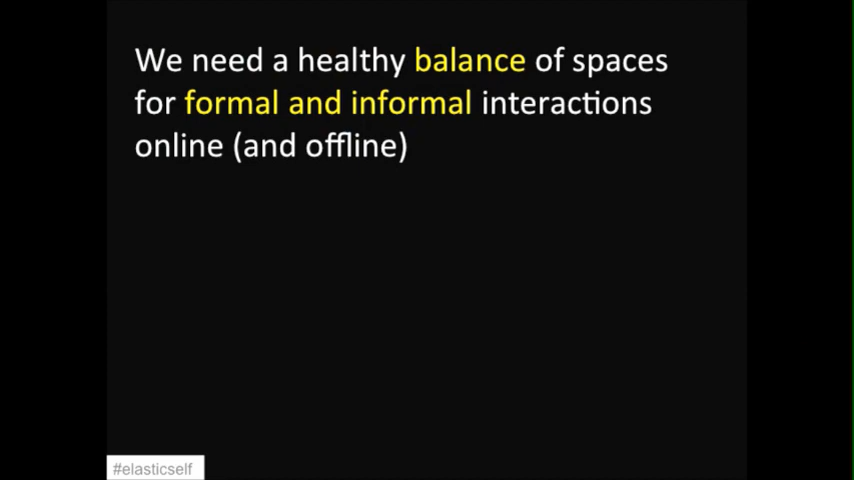 We need a healthy balance of spaces
for formal and informal interactions
online (and offline)
#elasticself